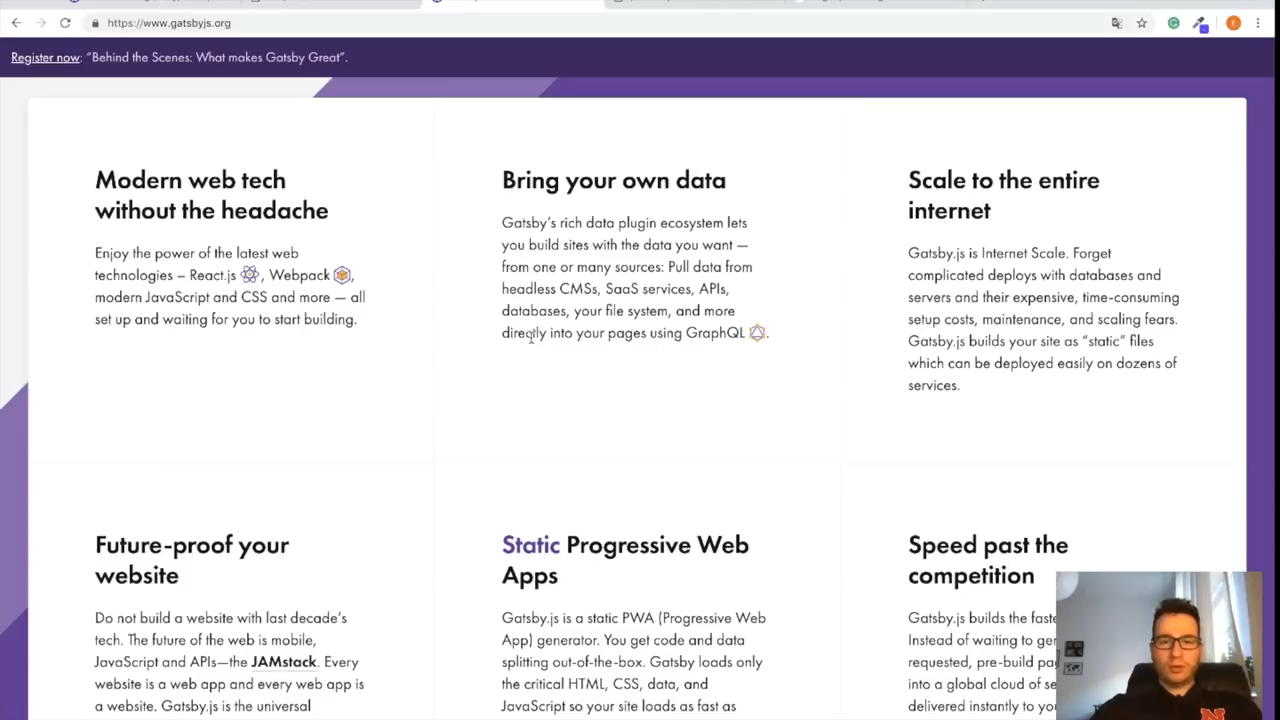 https://www.gatsbyjs.org
Register now: “Behind the Scenes: What makes Gatsby Great”.
Modern web tech
without the headache
Enjoy the power of the latest web
technologies – React.js , Webpack ,
modern JavaScript and CSS and more — all
set up and waiting for you to start building.
Bring your own data
Gatsby’s rich data plugin ecosystem lets
you build sites with the data you want —
from one or many sources: Pull data from
headless CMSs, SaaS services, APIs,
databases, your file system, and more
directly into your pages using GraphQL .
Scale to the entire
internet
Gatsby.js is Internet Scale. Forget
complicated deploys with databases and
servers and their expensive, time-consuming
setup costs, maintenance, and scaling fears.
Gatsby.js builds your site as “static” files
which can be deployed easily on dozens of
services.
Future-proof your
website
Do not build a website with last decade’s
tech. The future of the web is mobile,
JavaScript and APIs—the JAMstack. Every
website is a web app and every web app is
a website. Gatsby.js is the universal
Static Progressive Web
Apps
Gatsby.js is a static PWA (Progressive Web
App) generator. You get code and data
splitting out-of-the-box. Gatsby loads only
the critical HTML, CSS, data, and
JavaScript so your site loads as fast as
Speed past the
competition
Gatsby.js builds the
Instead of waiting to
requested, pre-build
into a global cloud of
delivered instantly to
N